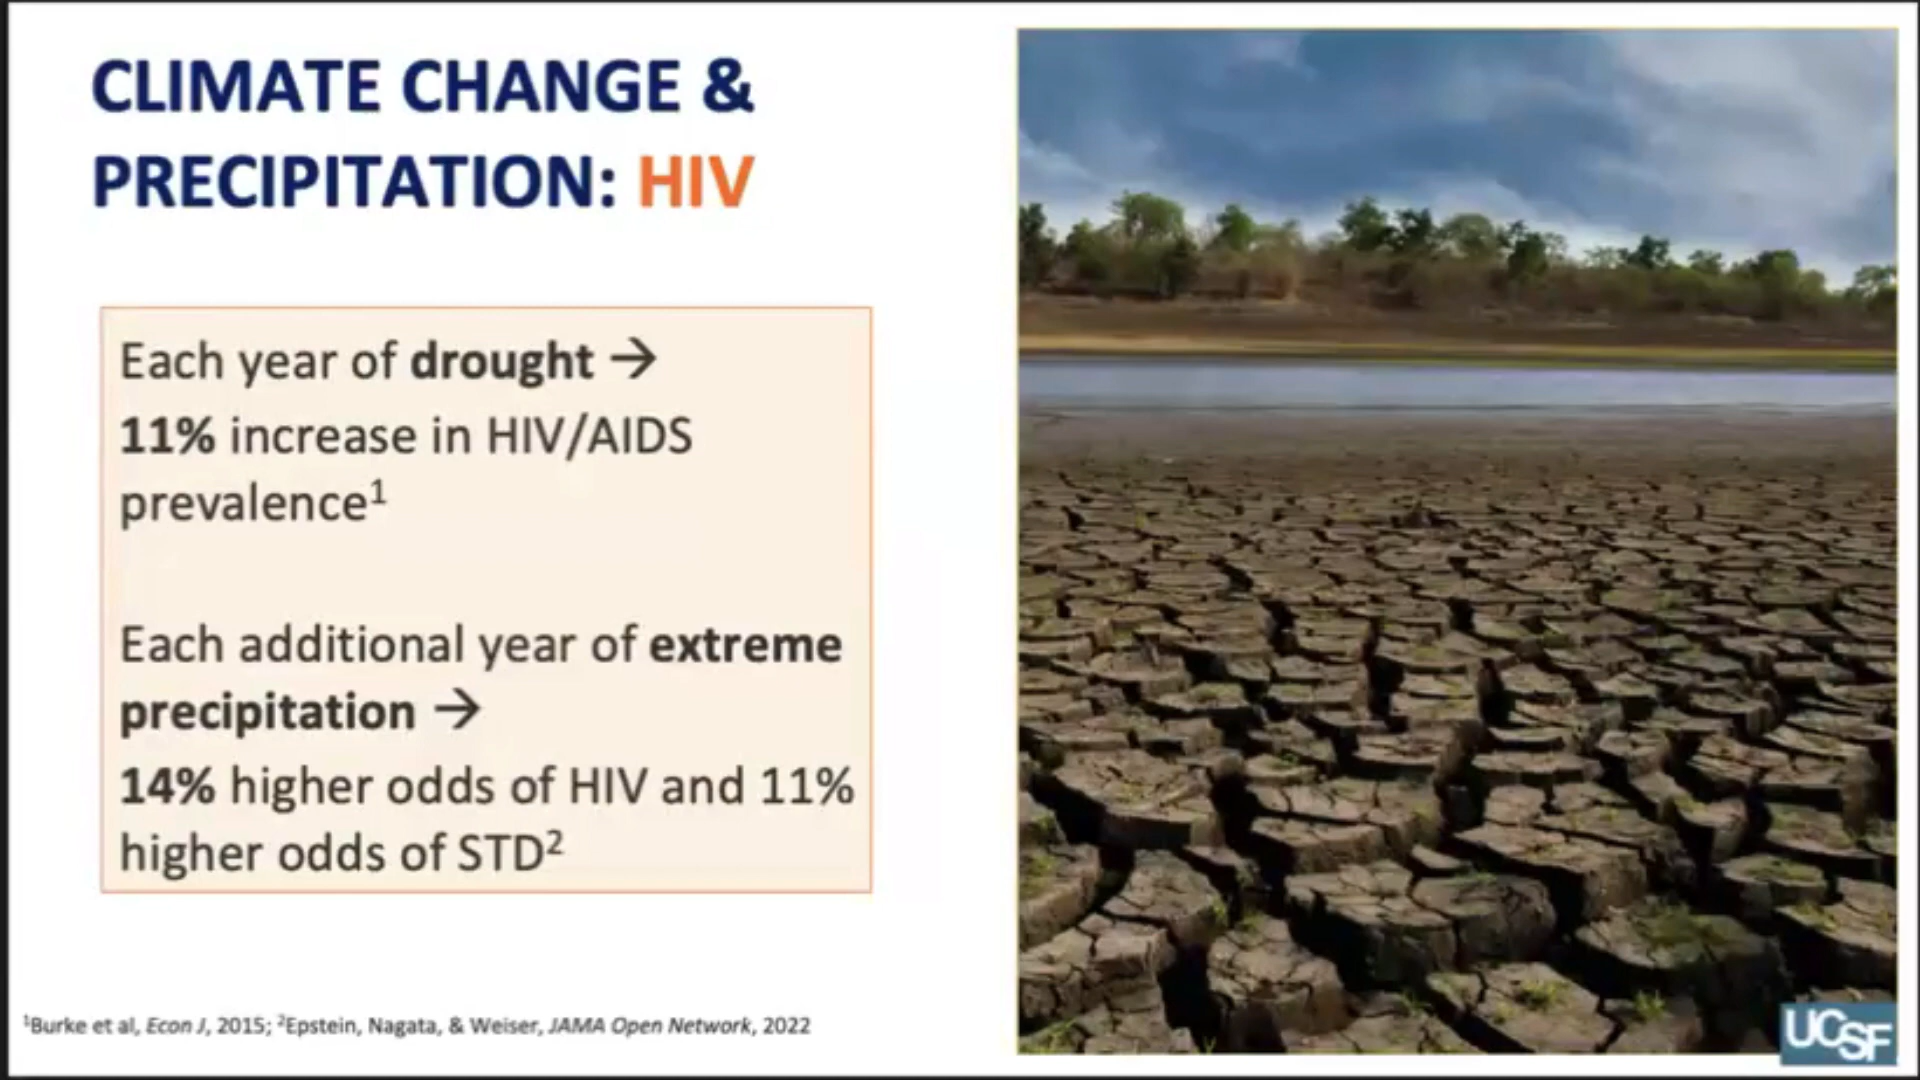 CLIMATE CHANGE &
PRECIPITATION: HIV
Each year of drought →
11% increase in HIV/AIDS
prevalence¹
Each additional year of extreme
precipitation →
14% higher odds of HIV and 11%
higher odds of STD²
¹Burke et al, Econ J, 2015; ²Epstein, Nagata, & Weiser, JAMA Open Network, 2022
UCSF